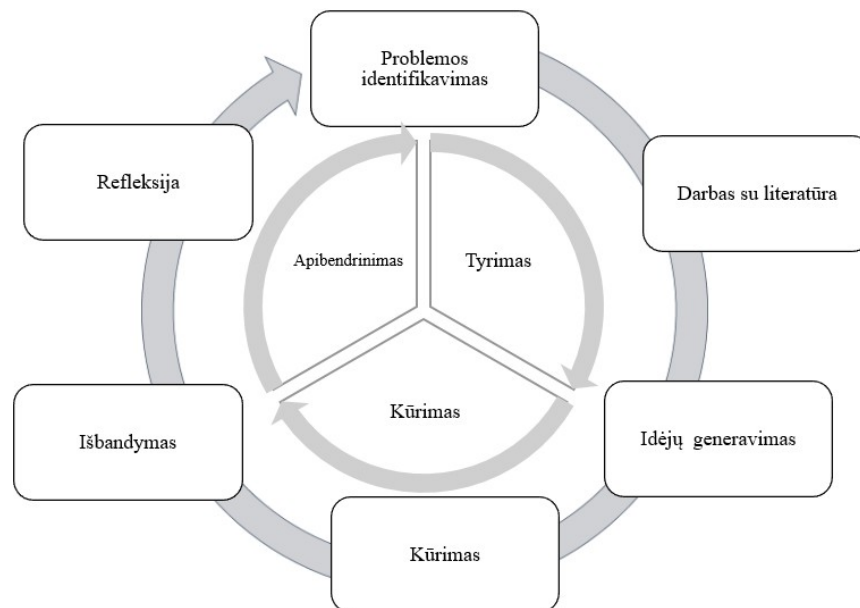 Problemos
identifikavimas
Refleksija
Darbas su literatūra
Apibendrinimas
Tyrimas
Kūrimas
Išbandymas
Idėjų generavimas
Kūrimas